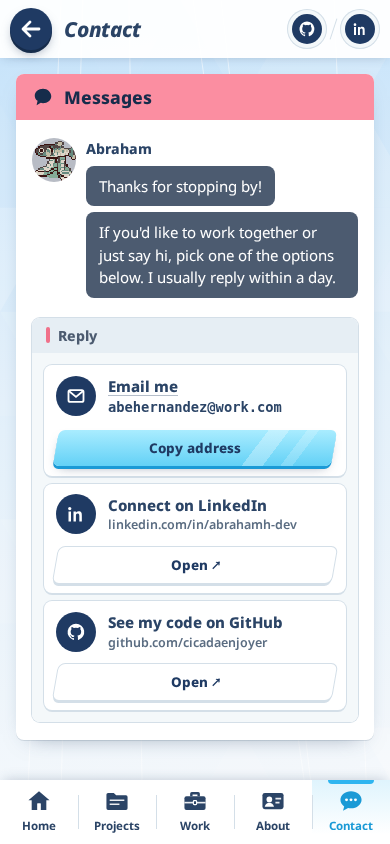 Contact
in
Messages
Abraham
Thanks for stopping by!
If you'd like to work together or
just say hi, pick one of the options
below. I usually reply within a day.
Reply
Email me
abehernandez@work.com
Copy address
in
Connect on LinkedIn
linkedin.com/in/abrahamh-dev
Open ↗
See my code on GitHub
github.com/cicadaenjoyer
Open ↗
Home
Projects
Work
About
Contact